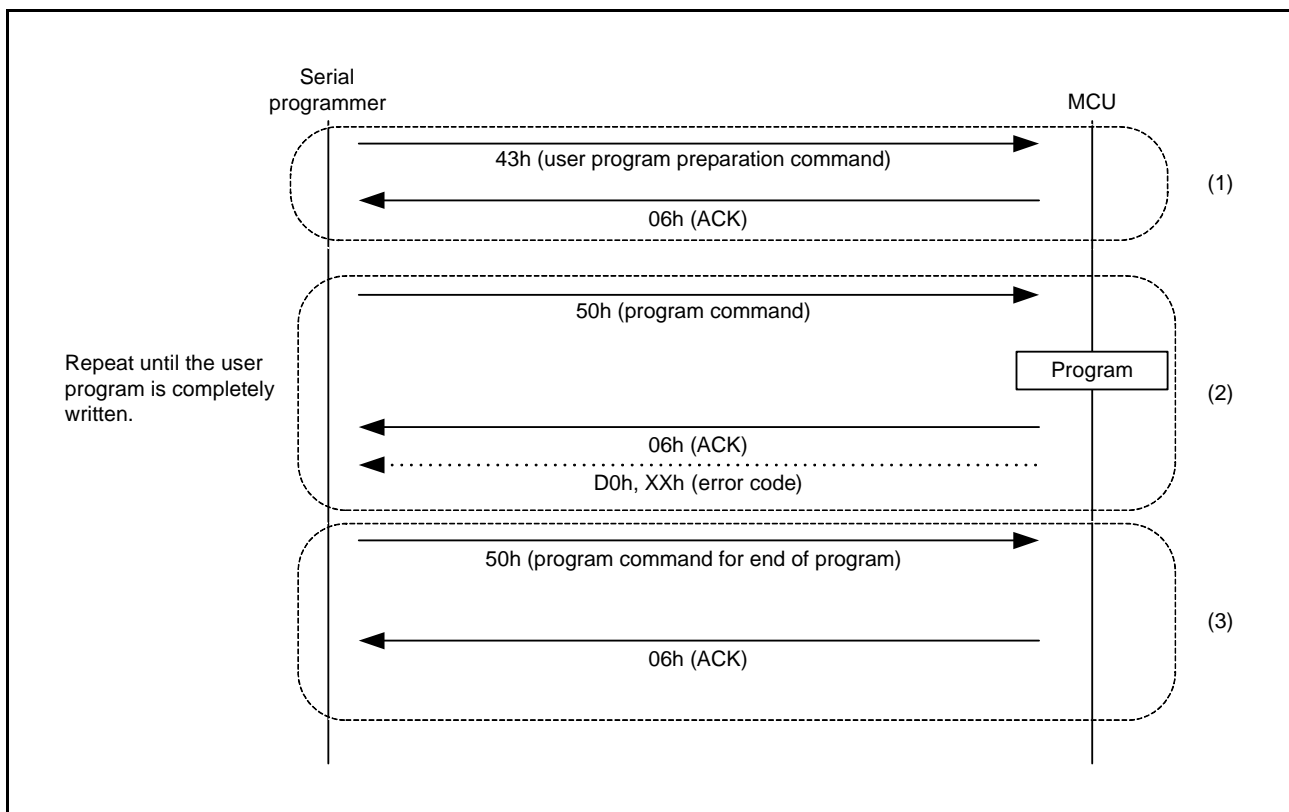 Serial
programmer
MCU
43h (user program preparation command)
(1)
06h (ACK)
50h (program command)
Repeat until the user
program is completely
written.
Program
(2)
06h (ACK)
D0h, XXh (error code)
50h (program command for end of program)
(3)
06h (ACK)